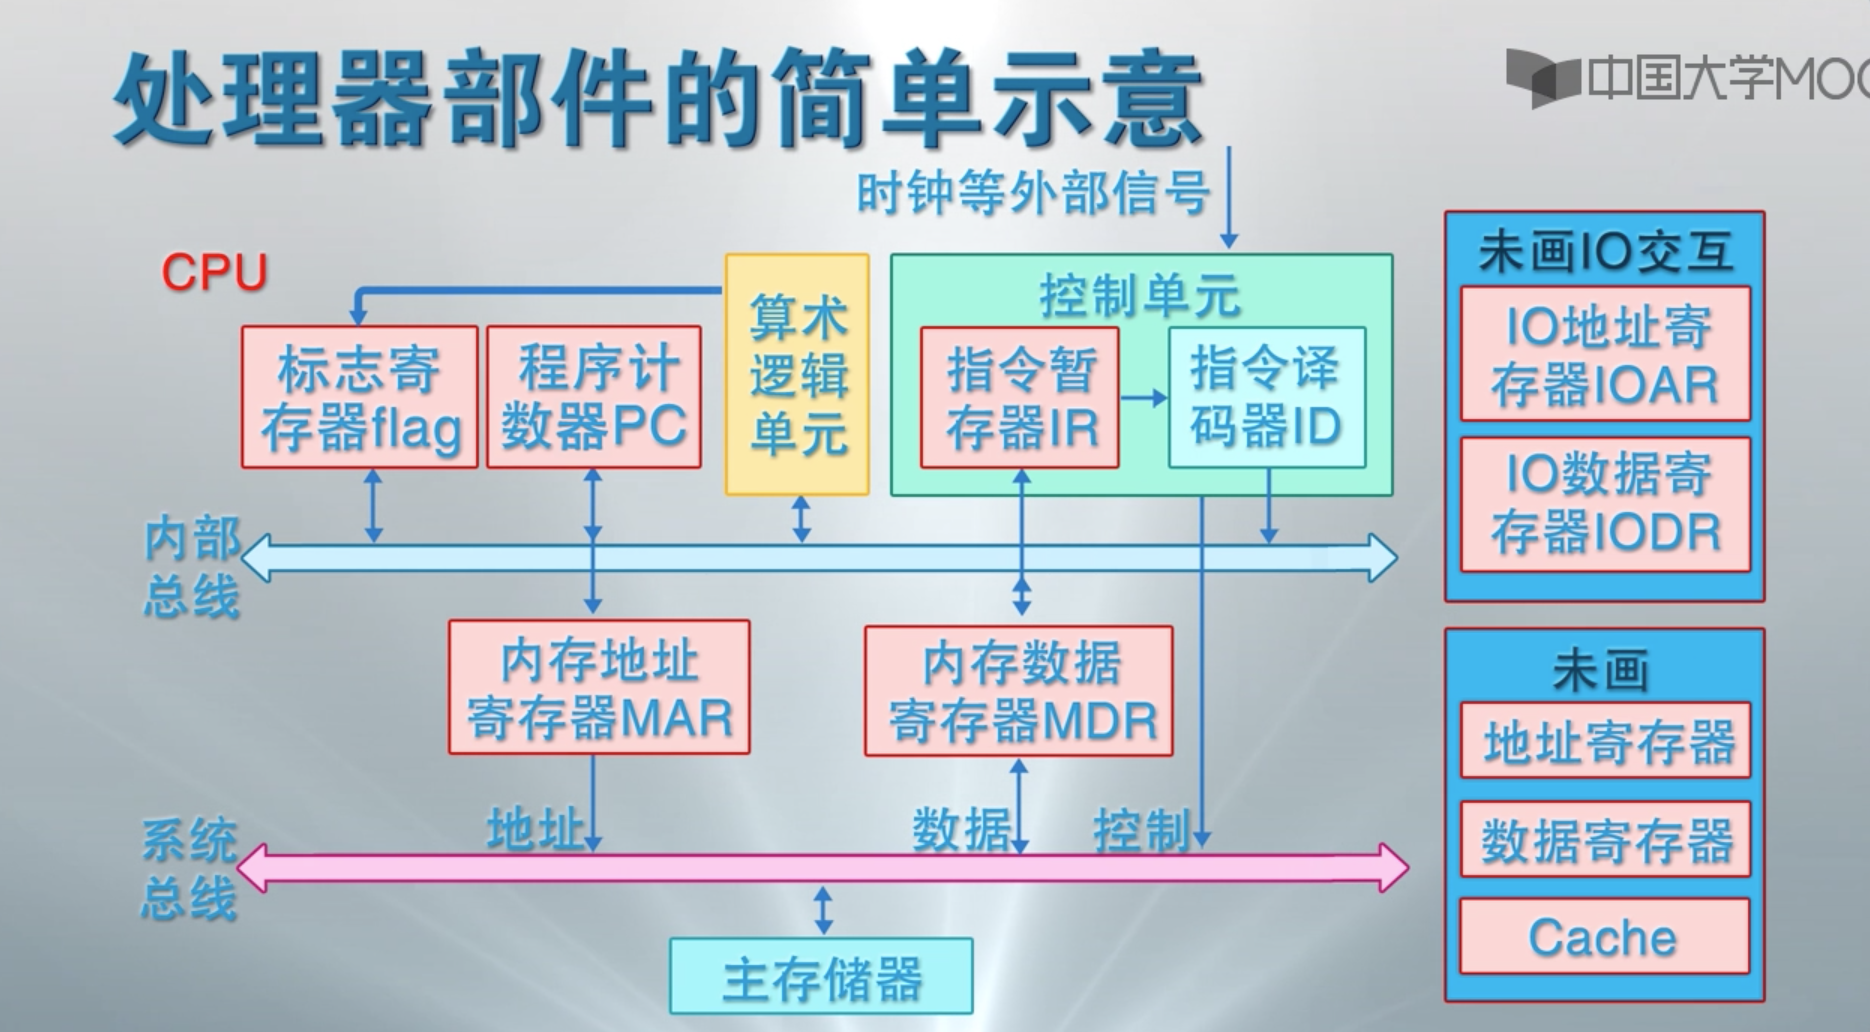 处理器部件的简单示意
中国大学MOO
时钟等外部信号
CPU
标志寄
存器flag
程序计
数器PC
算术
逻辑
单元
控制单元
指令暂
存器IR
指令译
码器ID
内部
总线
内存地址
寄存器MAR
内存数据
寄存器MDR
地址
数据
控制
系统
总线
主存储器
未画IO交互
IO地址寄
存器IOAR
IO数据寄
存器IODR
未画
地址寄存器
数据寄存器
Cache